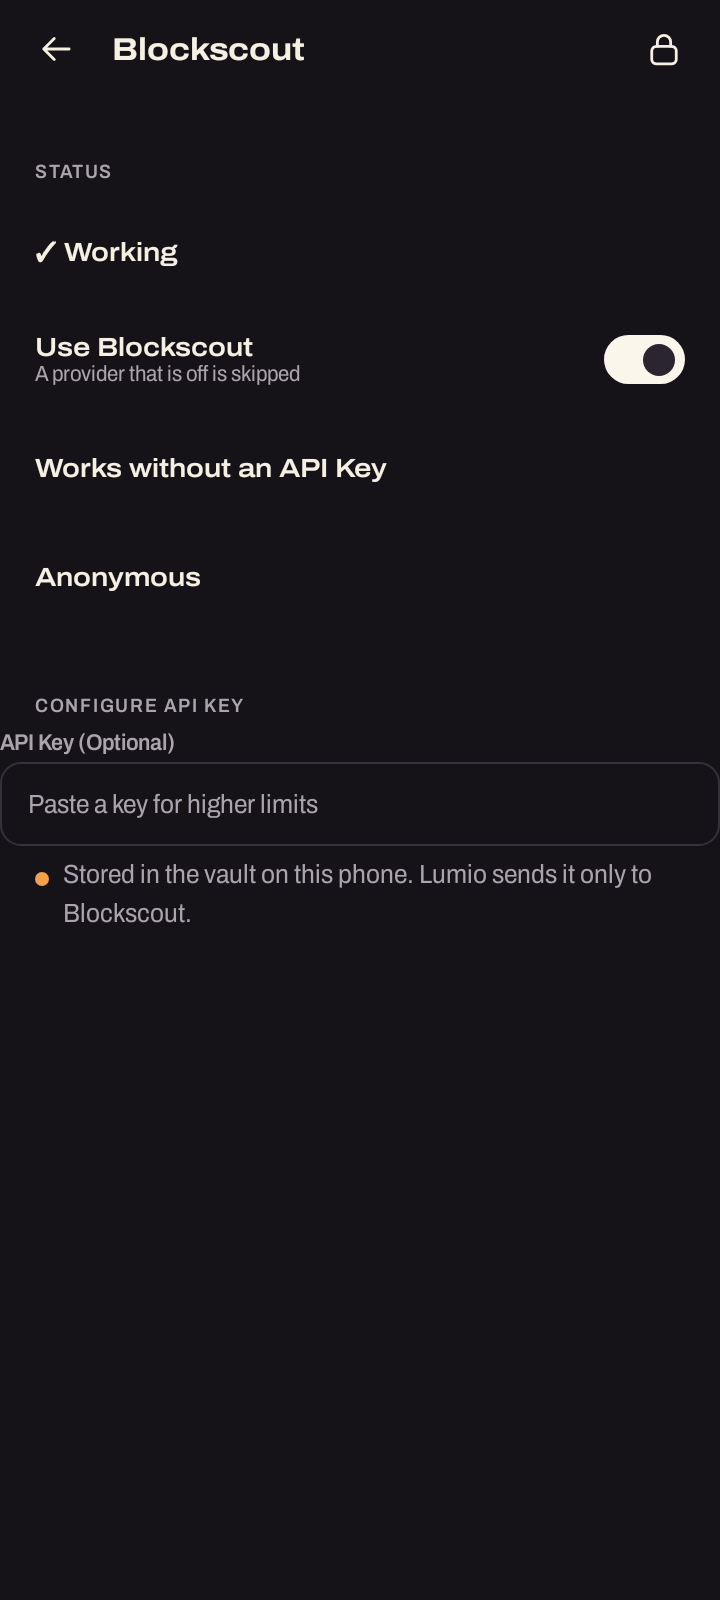 Blockscout
STATUS
✓ Working
Use Blockscout
A provider that is off is skipped
Works without an API Key
Anonymous
CONFIGURE API KEY
API Key (Optional)
Paste a key for higher limits
Stored in the vault on this phone. Lumio sends it only to
Blockscout.